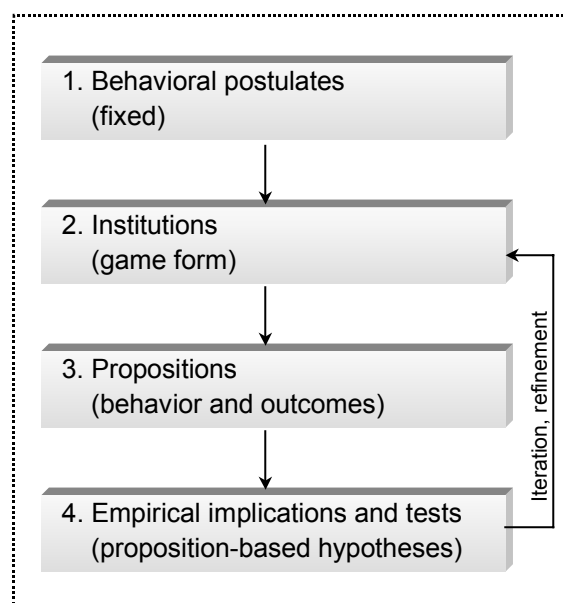 1. Behavioral postulates
(fixed)
2. Institutions
(game form)
Iteration, refinement
3. Propositions
(behavior and outcomes)
4. Empirical implications and tests
(proposition-based hypotheses)